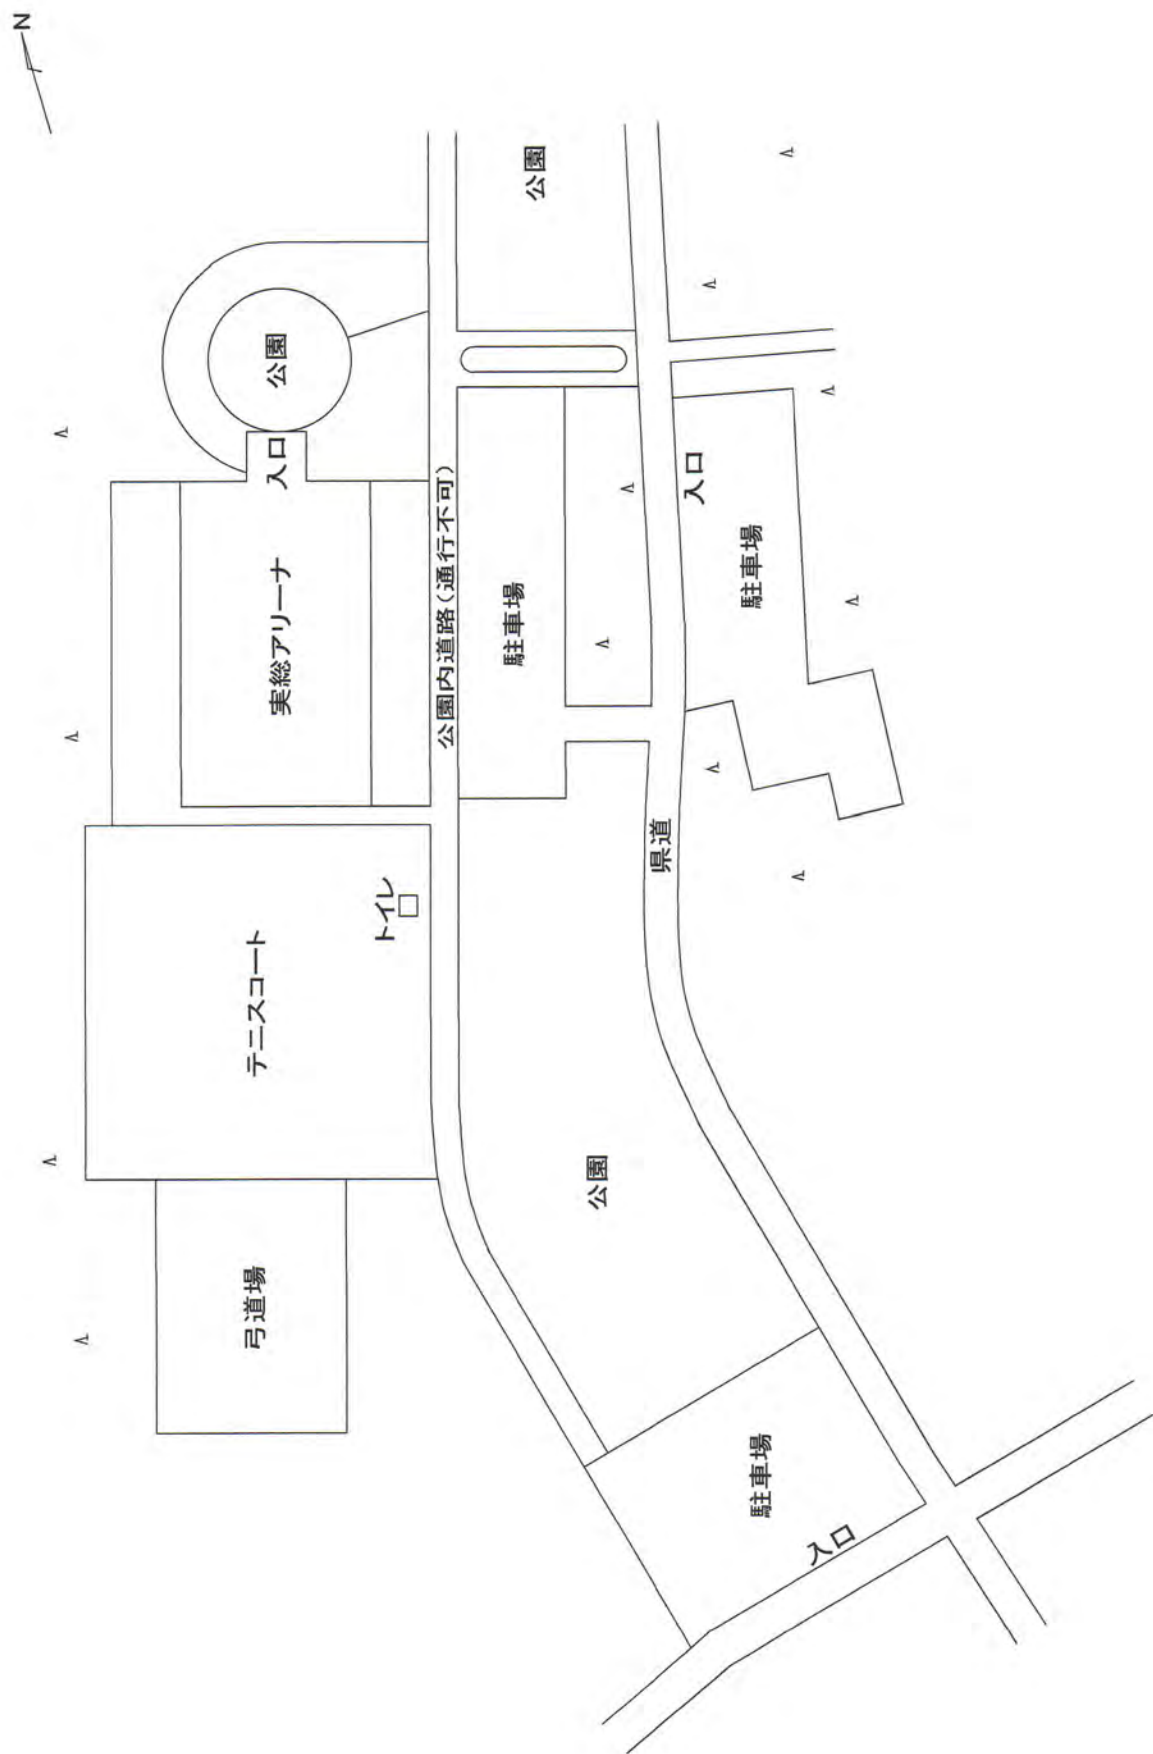 N
公園
公園
入口
実総アリーナ
公園内道路(通行不可)
駐車場
入口
駐車場
県道
トイレ
テニスコート
公園
弓道場
駐車場
入口